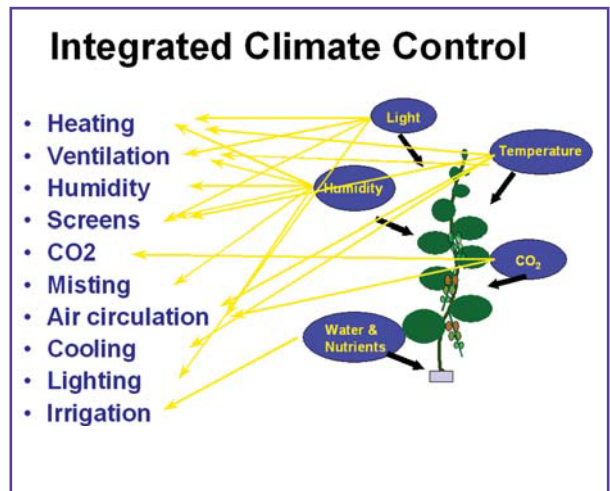 Integrated Climate Control
• Heating
• Ventilation
• Humidity
• Screens
• CO2
• Misting
• Air circulation
• Cooling
• Lighting
• Irrigation
Light
Temperature
Humidity
CO₂
Water &
Nutrients